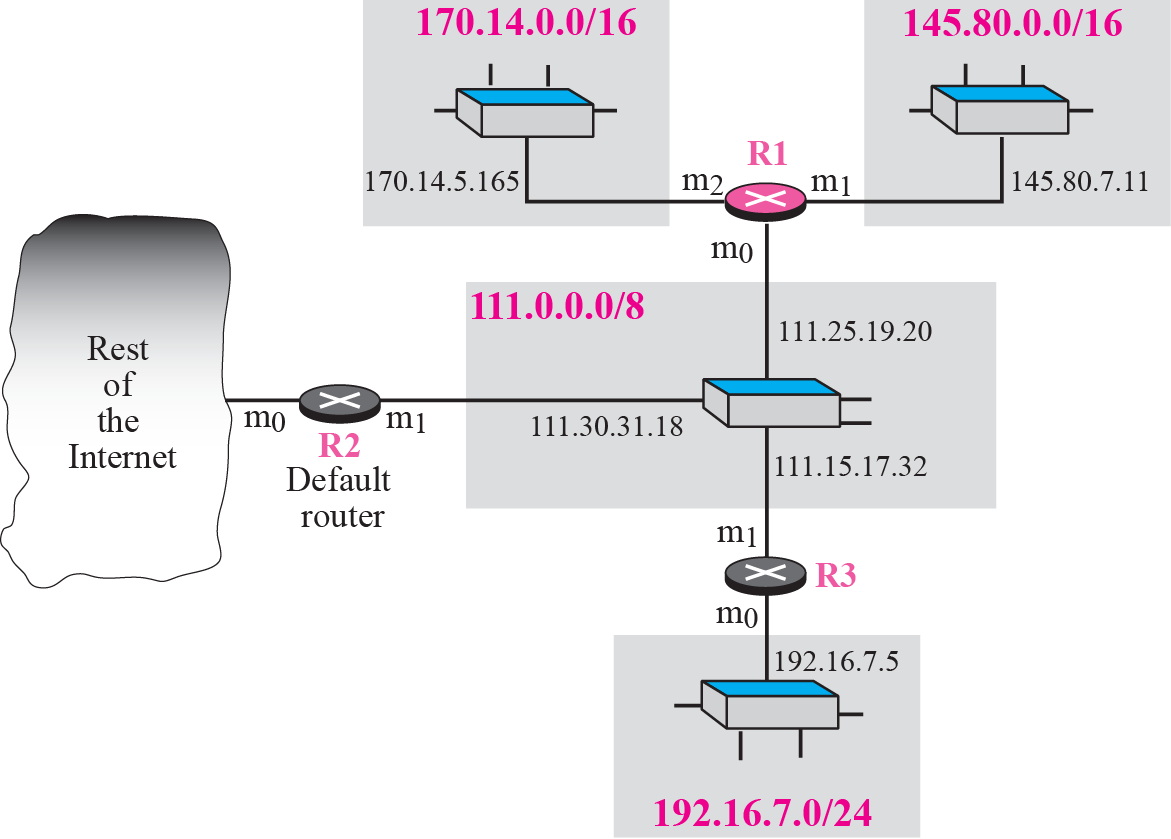 170.14.0.0/16
145.80.0.0/16
R1
170.14.5.165
m2
m1
145.80.7.11
m0
111.0.0.0/8
111.25.19.20
Rest
of
the
Internet
m0
m1
R2
Default
router
111.30.31.18
111.15.17.32
m1
R3
m0
192.16.7.5
192.16.7.0/24